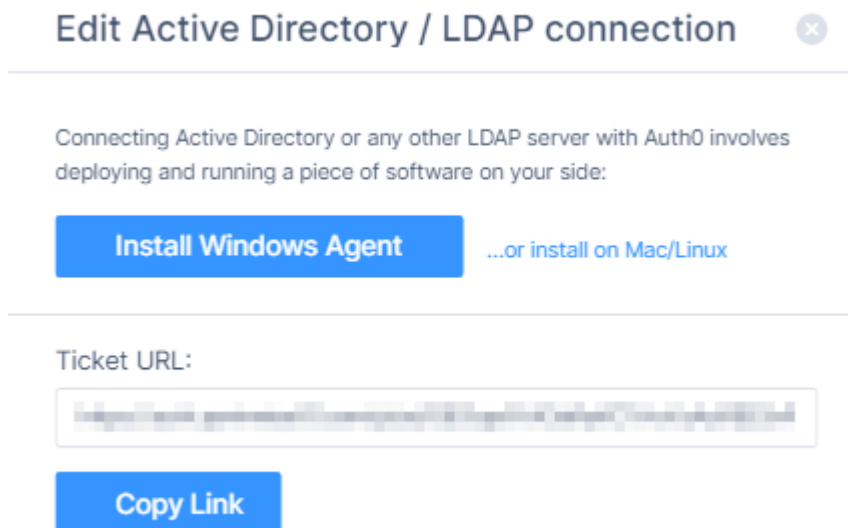 Edit Active Directory / LDAP connection
Connecting Active Directory or any other LDAP server with Auth0 involves
deploying and running a piece of software on your side:
Install Windows Agent ...or install on Mac/Linux
Ticket URL:
Copy Link